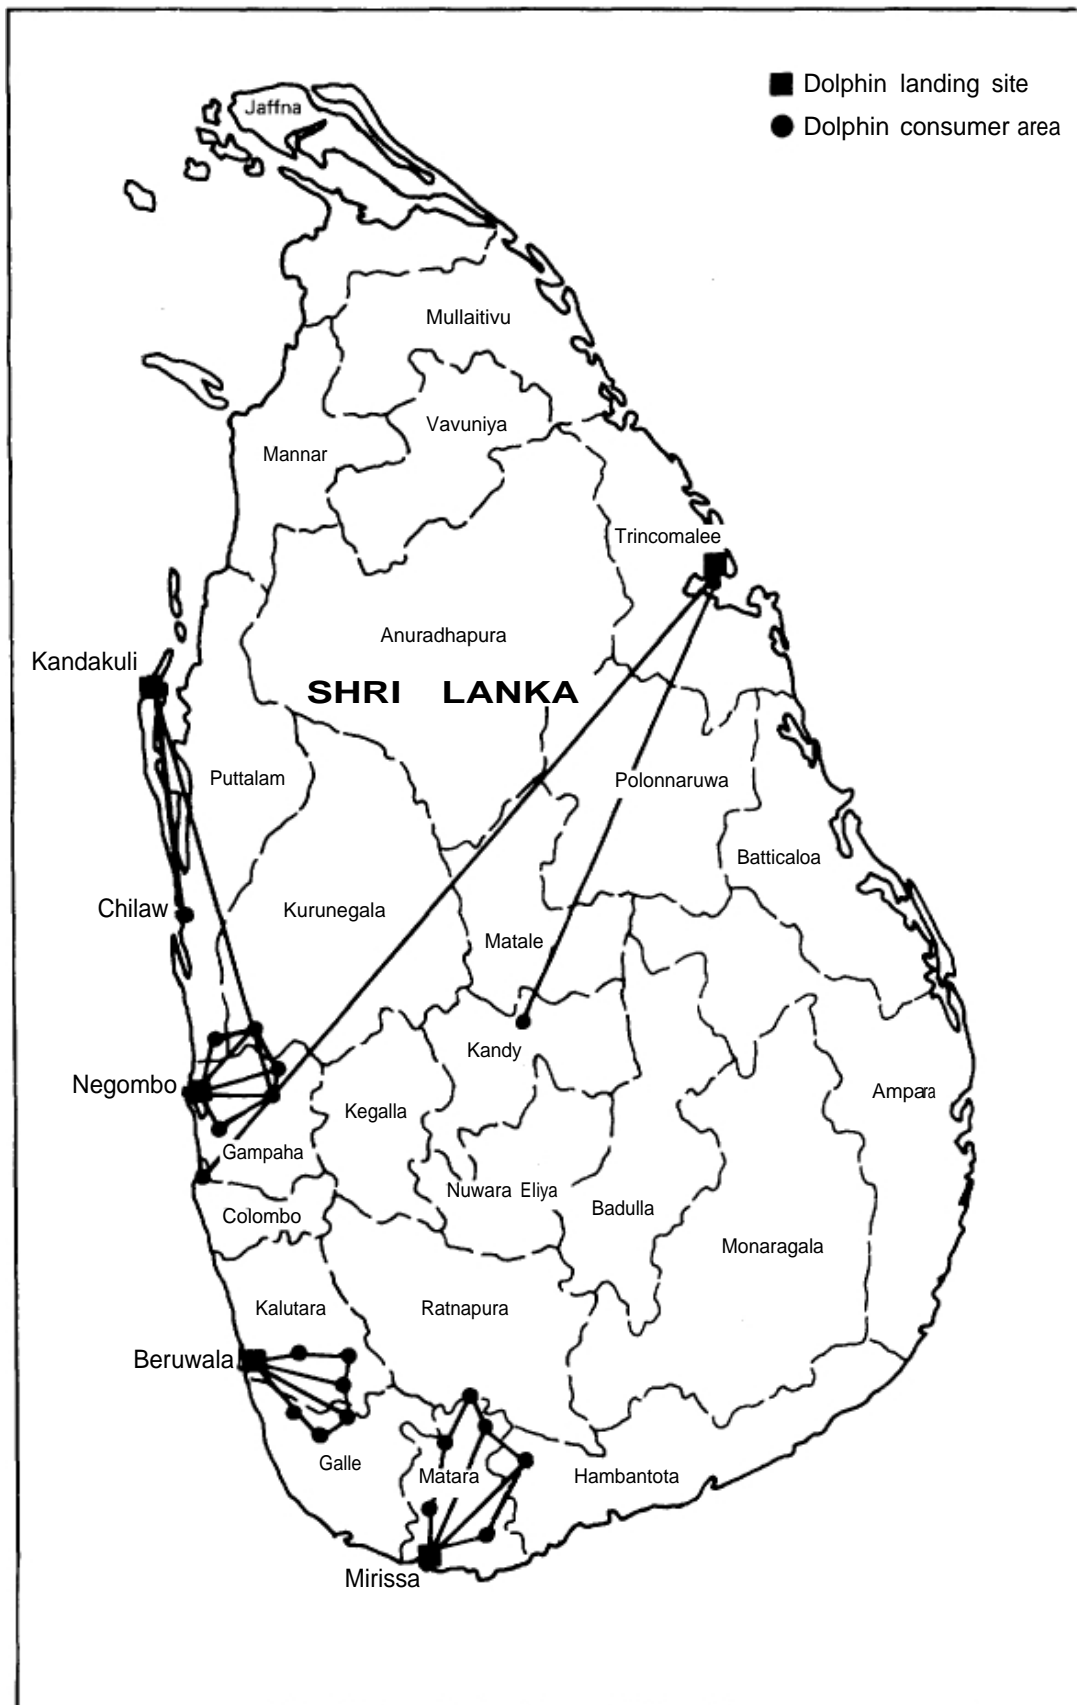 Dolphin landing site
Dolphin consumer area
Jaffna
Mullaitivu
Vavuniya
Mannar
Trincomalee
Anuradhapura
Kandakuli
SHRI LANKA
Puttalam
Polonnaruwa
Batticaloa
Chilaw
Kurunegala
Matale
Kandy
Negombo
Kegalla
Ampara
Gampaha
Nuwara Eliya
Badulla
Colombo
Monaragala
Kalutara
Ratnapura
Beruwala
Galle
Matara
Hambantota
Mirissa